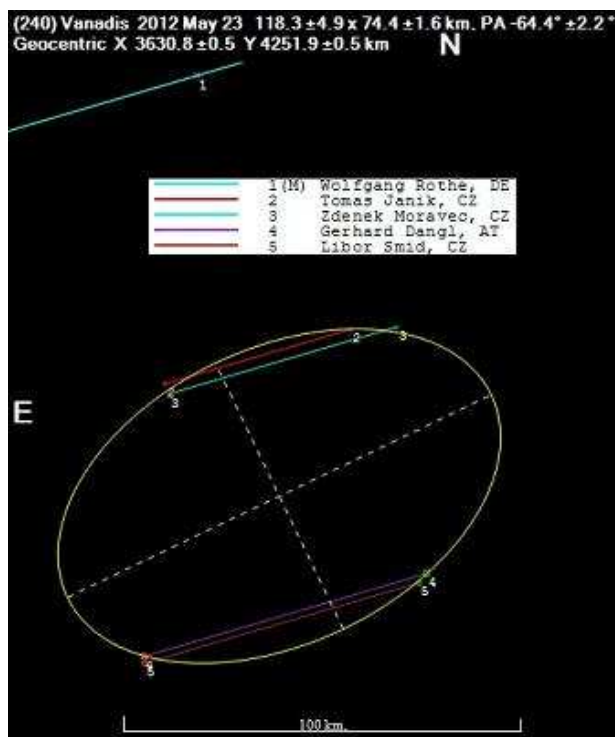 (240) Vanadis 2012 May 23 118.3 ±4.9 x 74.4 ±1.6 km. PA -64.4° ±2.2°
Geocentric X 3630.8 ±0.5 Y 4251.9 ±0.5 km
N
1
1(M) Wolfgang Rothe, DE
2 Tomas Janik, CZ
3 Zdenek Moravec, CZ
4 Gerhard Dangl, AT
5 Libor Smid, CZ
2
3
3
E
4
5
5
100 km.